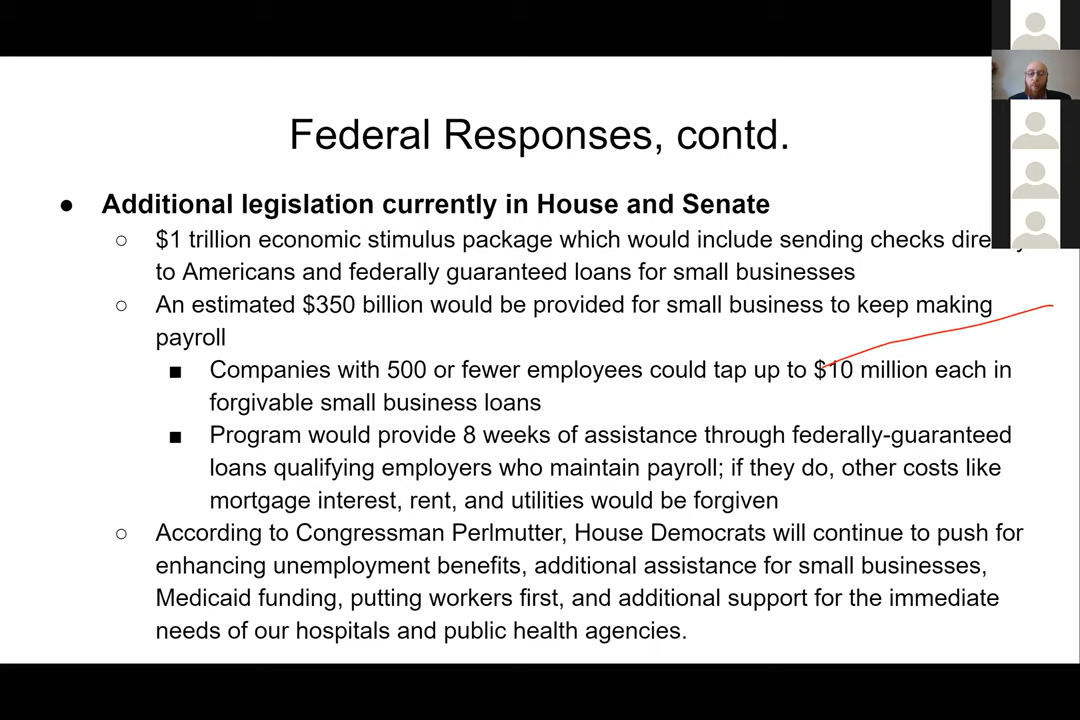 Federal Responses, contd.
● Additional legislation currently in House and Senate
○ $1 trillion economic stimulus package which would include sending checks
to Americans and federally guaranteed loans for small businesses
○ An estimated $350 billion would be provided for small business to keep making
payroll
■ Companies with 500 or fewer employees could tap up to $10 million each in
forgivable small business loans
■ Program would provide 8 weeks of assistance through federally-guaranteed
loans qualifying employers who maintain payroll; if they do, other costs like
mortgage interest, rent, and utilities would be forgiven
○ According to Congressman Perlmutter, House Democrats will continue to push for
enhancing unemployment benefits, additional assistance for small businesses,
Medicaid funding, putting workers first, and additional support for the immediate
needs of our hospitals and public health agencies.